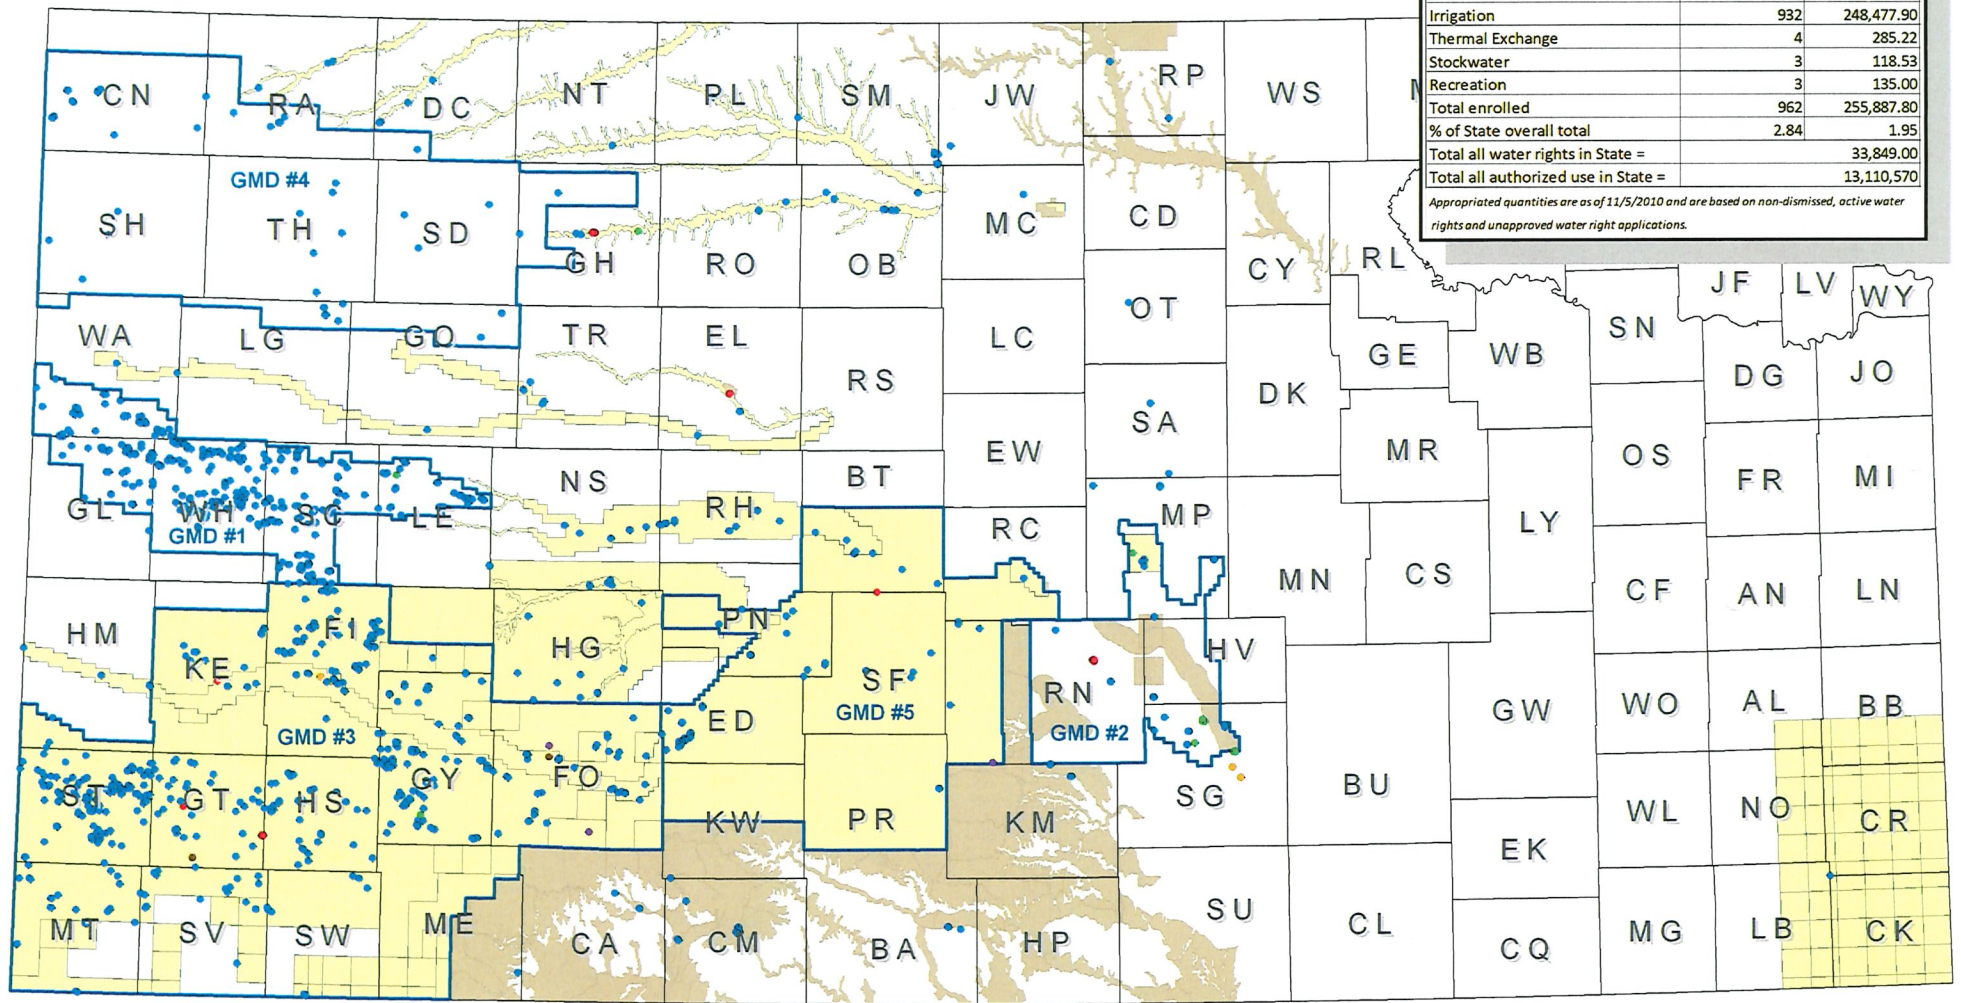 Irrigation 932 248,477.90
Thermal Exchange 4 285.22
Stockwater 3 118.53
Recreation 3 135.00
Total enrolled 962 255,887.80
% of State overall total 2.84 1.95
Total all water rights in State = 33,849.00
Total all authorized use in State = 13,110,570
Appropriated quantities are as of 11/5/2010 and are based on non-dismissed, active water
rights and unapproved water right applications.
CN RA DC NT PL SM JW RP WS
GMD #4
SH TH SD GH RO OB MC CD CY RL
JF LV WY
WA LG GO TR EL RS LC OT GE WB SN
DG JO
SA DK
EW MR OS FR MI
GL WH SC LE NS RH BT
GMD #1
RC MP LY
MN CS CF AN LN
HM KE FI HG PN SF HV
RN GW WO AL BB
GMD #3 ED GMD #5 GMD #2
ST GT HS GY FO KW PR KM SG BU WL NO CR
EK
MT SV SW ME CA CM BA HP SU CL CQ MG LB CK